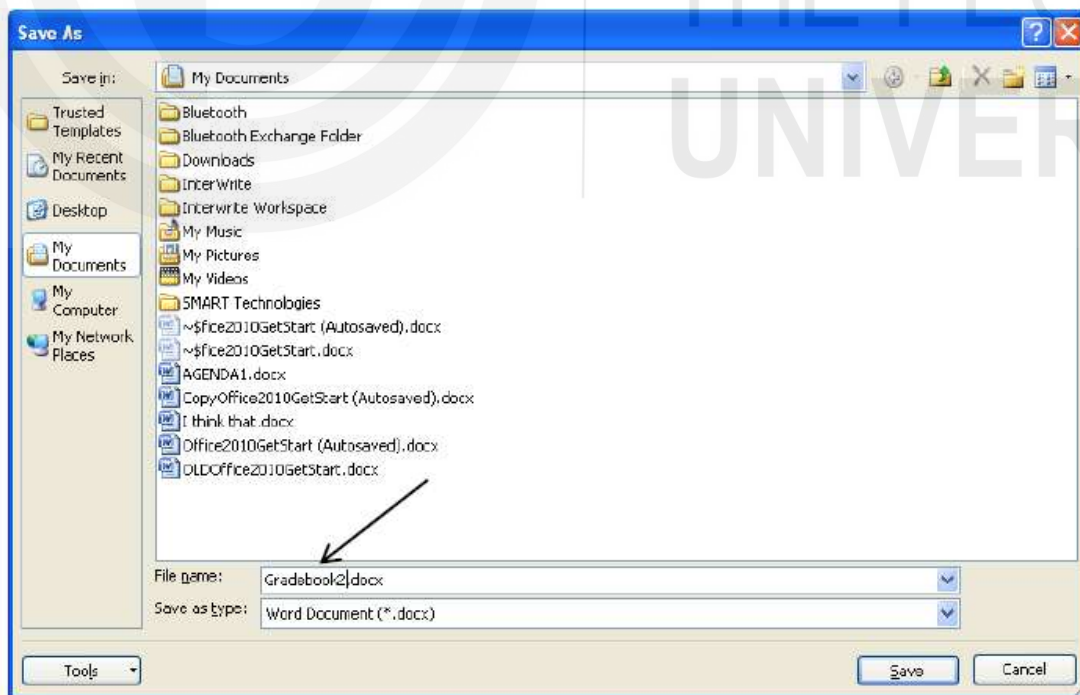 Save As
Save in:
My Documents
Trusted
Templates
My Recent
Documents
Desktop
My
Documents
My
Computer
My Network
Places
Bluetooth
Bluetooth Exchange Folder
Downloads
InterWrite
Interwrite Workspace
My Music
My Pictures
My Videos
SMART Technologies
~$fice2010GetStart (Autosaved).docx
~$fice2010GetStart.docx
AGENDA1.docx
CopyOffice2010GetStart (Autosaved).docx
I think that.docx
Office2010GetStart (Autosaved).docx
OLDOffice2010GetStart.docx
File name:
Gradebook2.docx
Save as type:
Word Document (*.docx)
Tools
Save
Cancel
UNIVER